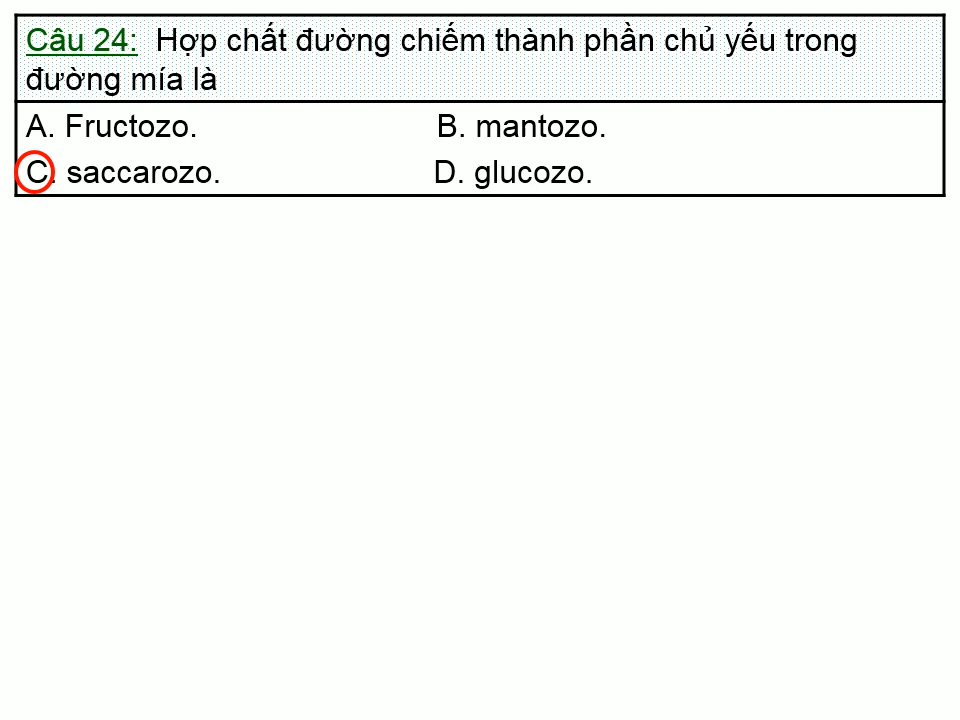 Câu 24: Hợp chất đường chiếm thành phần chủ yếu trong
đường mía là
A. Fructozo. B. mantozo.
C. saccarozo. D. glucozo.